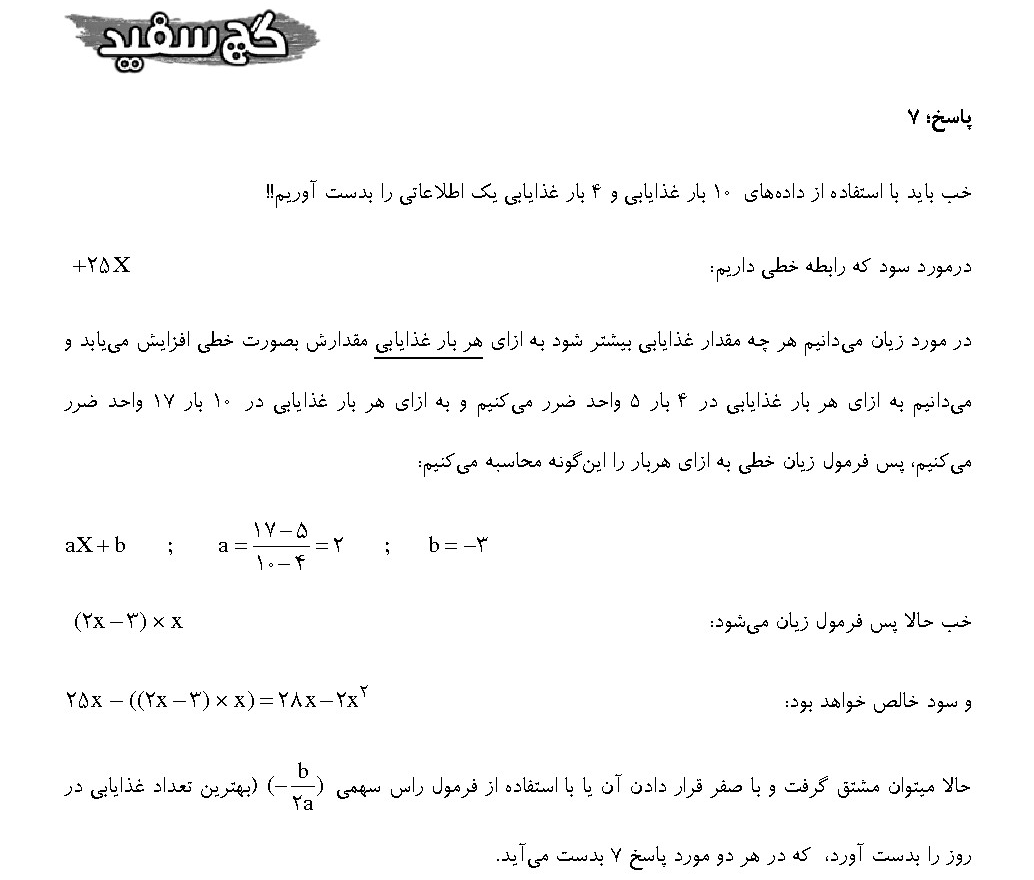 گچ سفید
پاسخ: ۷
خب باید با استفاده از داده‌های ۱۰ بار غذایابی و ۴ بار غذایابی یک اطلاعاتی را بدست آوریم!!
درمورد سود که رابطه خطی داریم: +۲۵X
در مورد زیان می‌دانیم هر چه مقدار غذایابی بیشتر شود به ازای هر بار غذایابی مقدارش بصورت خطی افزایش می‌یابد و
می‌دانیم به ازای هر بار غذایابی در ۴ بار ۵ واحد ضرر می‌کنیم و به ازای هر بار غذایابی در ۱۰ بار ۱۷ واحد ضرر
می‌کنیم، پس فرمول زیان خطی به ازای هربار را این‌گونه محاسبه می‌کنیم:
aX + b ; a = (۱۷ − ۵)/(۱۰ − ۴) = ۲ ; b = −۳
خب حالا پس فرمول زیان می‌شود: (۲x − ۳) × x
و سود خالص خواهد بود: ۲۵x − ((۲x − ۳) × x) = ۲۸x − ۲x^۲
حالا میتوان مشتق گرفت و با صفر قرار دادن آن یا با استفاده از فرمول راس سهمی (−b/۲a) (بهترین تعداد غذایابی در
روز را بدست آورد، که در هر دو مورد پاسخ ۷ بدست می‌آید.